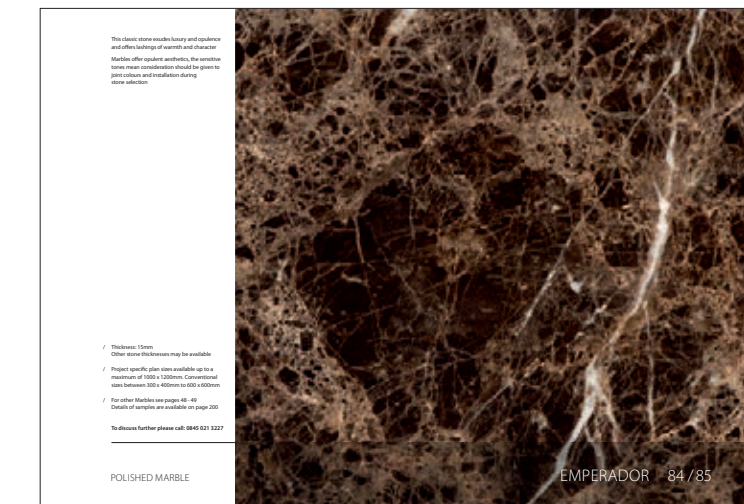 This classic stone exudes luxury and opulence
and offers lashings of warmth and character
Marbles offer opulent aesthetics, the sensitive
tones mean consideration should be given to
joint colours and installation during
stone selection
/ Thickness: 15mm
Other stone thicknesses may be available
/ Project specific plan sizes available up to a
maximum of 1000 x 1200mm. Conventional
sizes between 300 x 400mm to 600 x 600mm
/ For other Marbles see pages 48 - 49
Details of samples are available on page 200
To discuss further please call: 0845 021 3227
POLISHED MARBLE
EMPERADOR 84 / 85